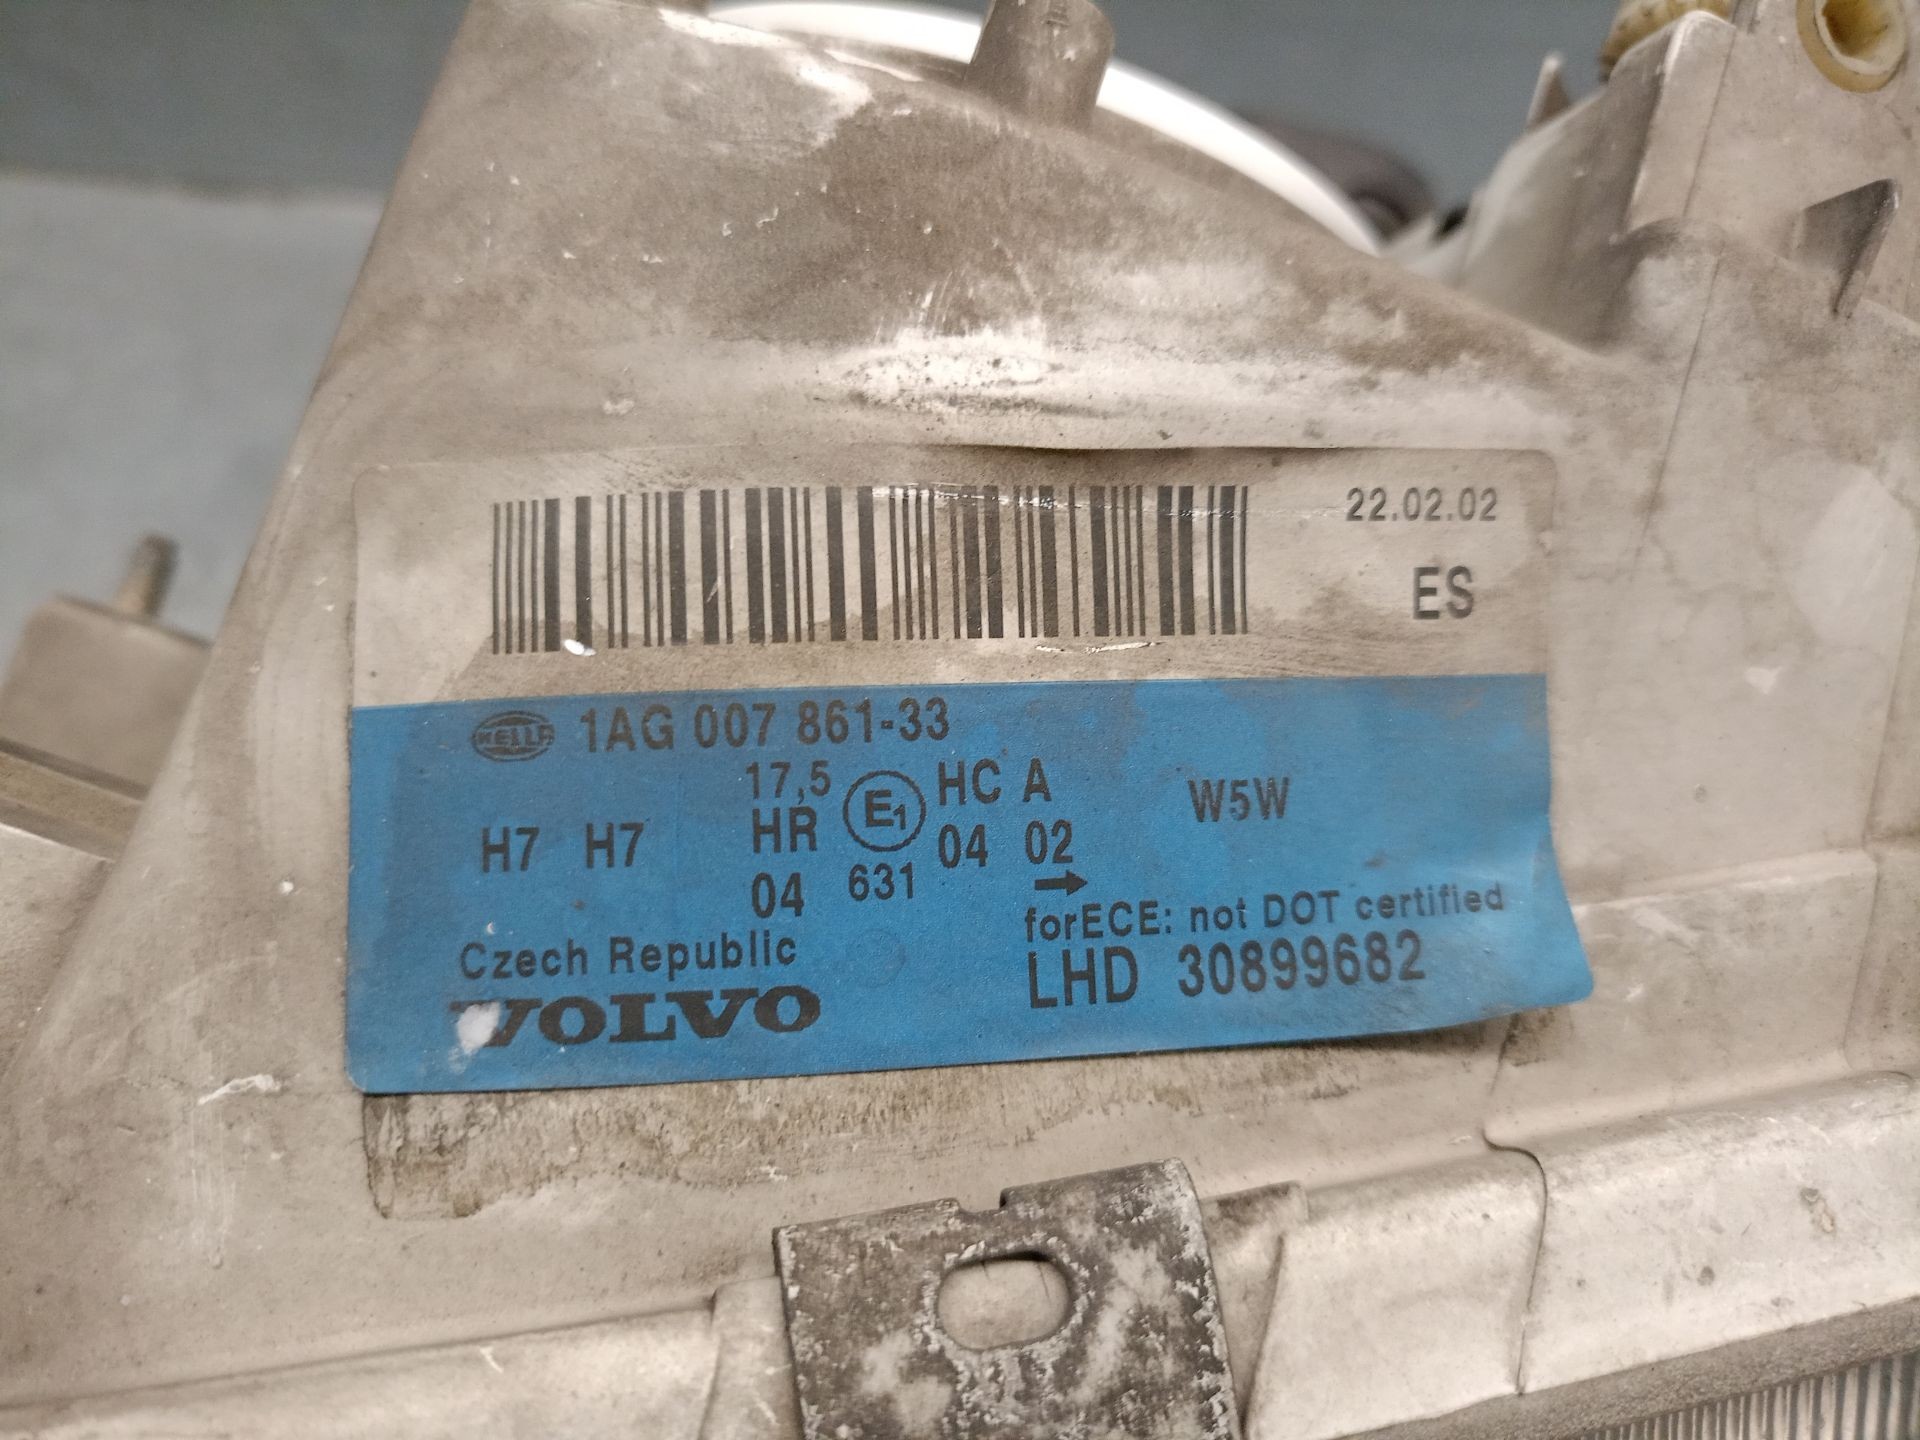 22.02.02
ES
HELLA 1AG 007 861-33
H7 H7 17,5 HR 04 E1 631 HC A 04 02 W5W
forECE: not DOT certified
Czech Republic
LHD 30899682
VOLVO